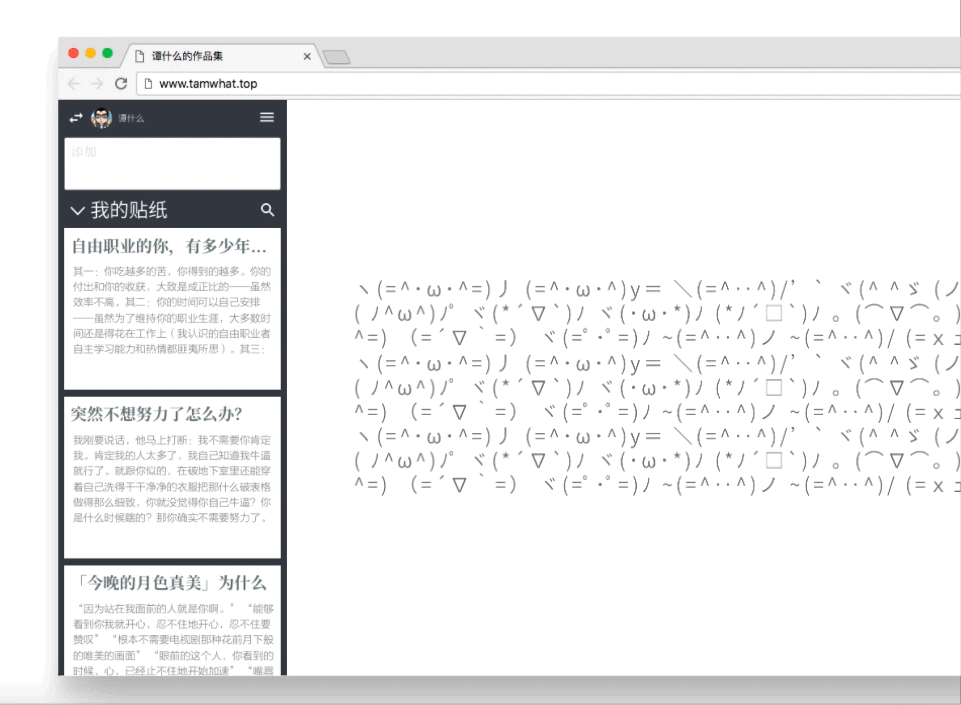 谭什么的作品集
www.tamwhat.top
谭什么
添加
我的贴纸
自由职业的你，有多少年...
其一：你吃越多的苦，你得到的越多。你的
付出和你的收获，大致是成正比的——虽然
效率不高，其二：你的时间可以自己安排
——虽然为了维持你的职业生涯，大多数时
间还是得花在工作上（我认识的自由职业者
自主学习能力和热情都匪夷所思）。其三：
突然不想努力了怎么办？
我刚要说话，他马上打断：我不需要你肯定
我。肯定我的人太多了，我自己知道我牛逼
就行了。就跟你似的，在破地下室里还能穿
着自己洗得干干净净的衣服把那什么破表格
做得那么细致，你就没觉得你自己牛逼？你
是什么时候瞎的？那你确实不需要努力了。
「今晚的月色真美」为什么
“因为站在我面前的人就是你啊。” “能够
看到你我就开心，忍不住地开心，忍不住要
赞叹” “根本不需要电视剧那种花前月下般
的唯美的画面” “眼前的这个人，你看到的
时候，心，已经止不住地开始加速” “嘴唇
ヽ(=^･ω･^=)丿 (=^･ω･^)y＝ ＼(=^‥^)/’｀ ヾ(^ ^ゞ (ノ
(ﾉ^ω^)ﾉﾟ ヾ(*´∇`)ﾉ ヾ(･ω･*)ﾉ (*ﾉ´□`)ﾉ 。(⌒∇⌒。)
^=) （=´∇｀=） ヾ(=ﾟ･ﾟ=)ﾉ ~(=^‥^)ノ ~(=^‥^)/ (=xェ
ヽ(=^･ω･^=)丿 (=^･ω･^)y＝ ＼(=^‥^)/’｀ ヾ(^ ^ゞ (ノ
(ﾉ^ω^)ﾉﾟ ヾ(*´∇`)ﾉ ヾ(･ω･*)ﾉ (*ﾉ´□`)ﾉ 。(⌒∇⌒。)
^=) （=´∇｀=） ヾ(=ﾟ･ﾟ=)ﾉ ~(=^‥^)ノ ~(=^‥^)/ (=xェ
ヽ(=^･ω･^=)丿 (=^･ω･^)y＝ ＼(=^‥^)/’｀ ヾ(^ ^ゞ (ノ
(ﾉ^ω^)ﾉﾟ ヾ(*´∇`)ﾉ ヾ(･ω･*)ﾉ (*ﾉ´□`)ﾉ 。(⌒∇⌒。)
^=) （=´∇｀=） ヾ(=ﾟ･ﾟ=)ﾉ ~(=^‥^)ノ ~(=^‥^)/ (=xェ